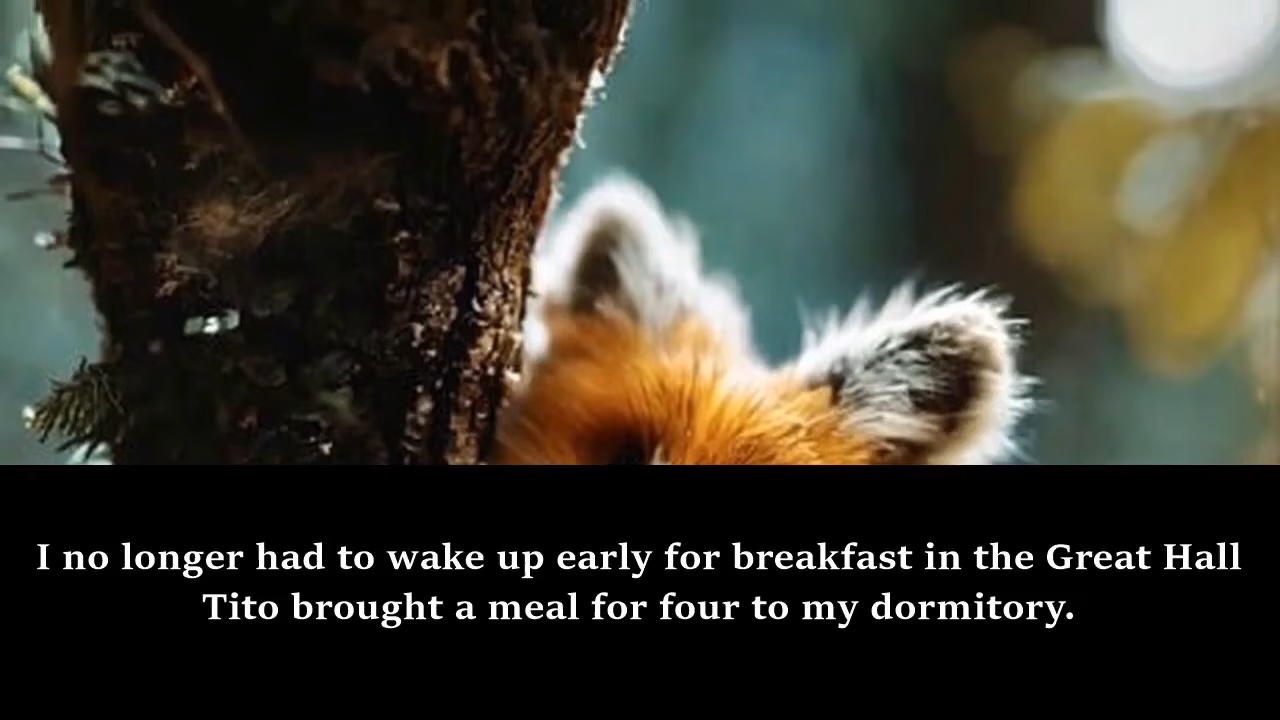 I no longer had to wake up early for breakfast in the Great Hall
Tito brought a meal for four to my dormitory.